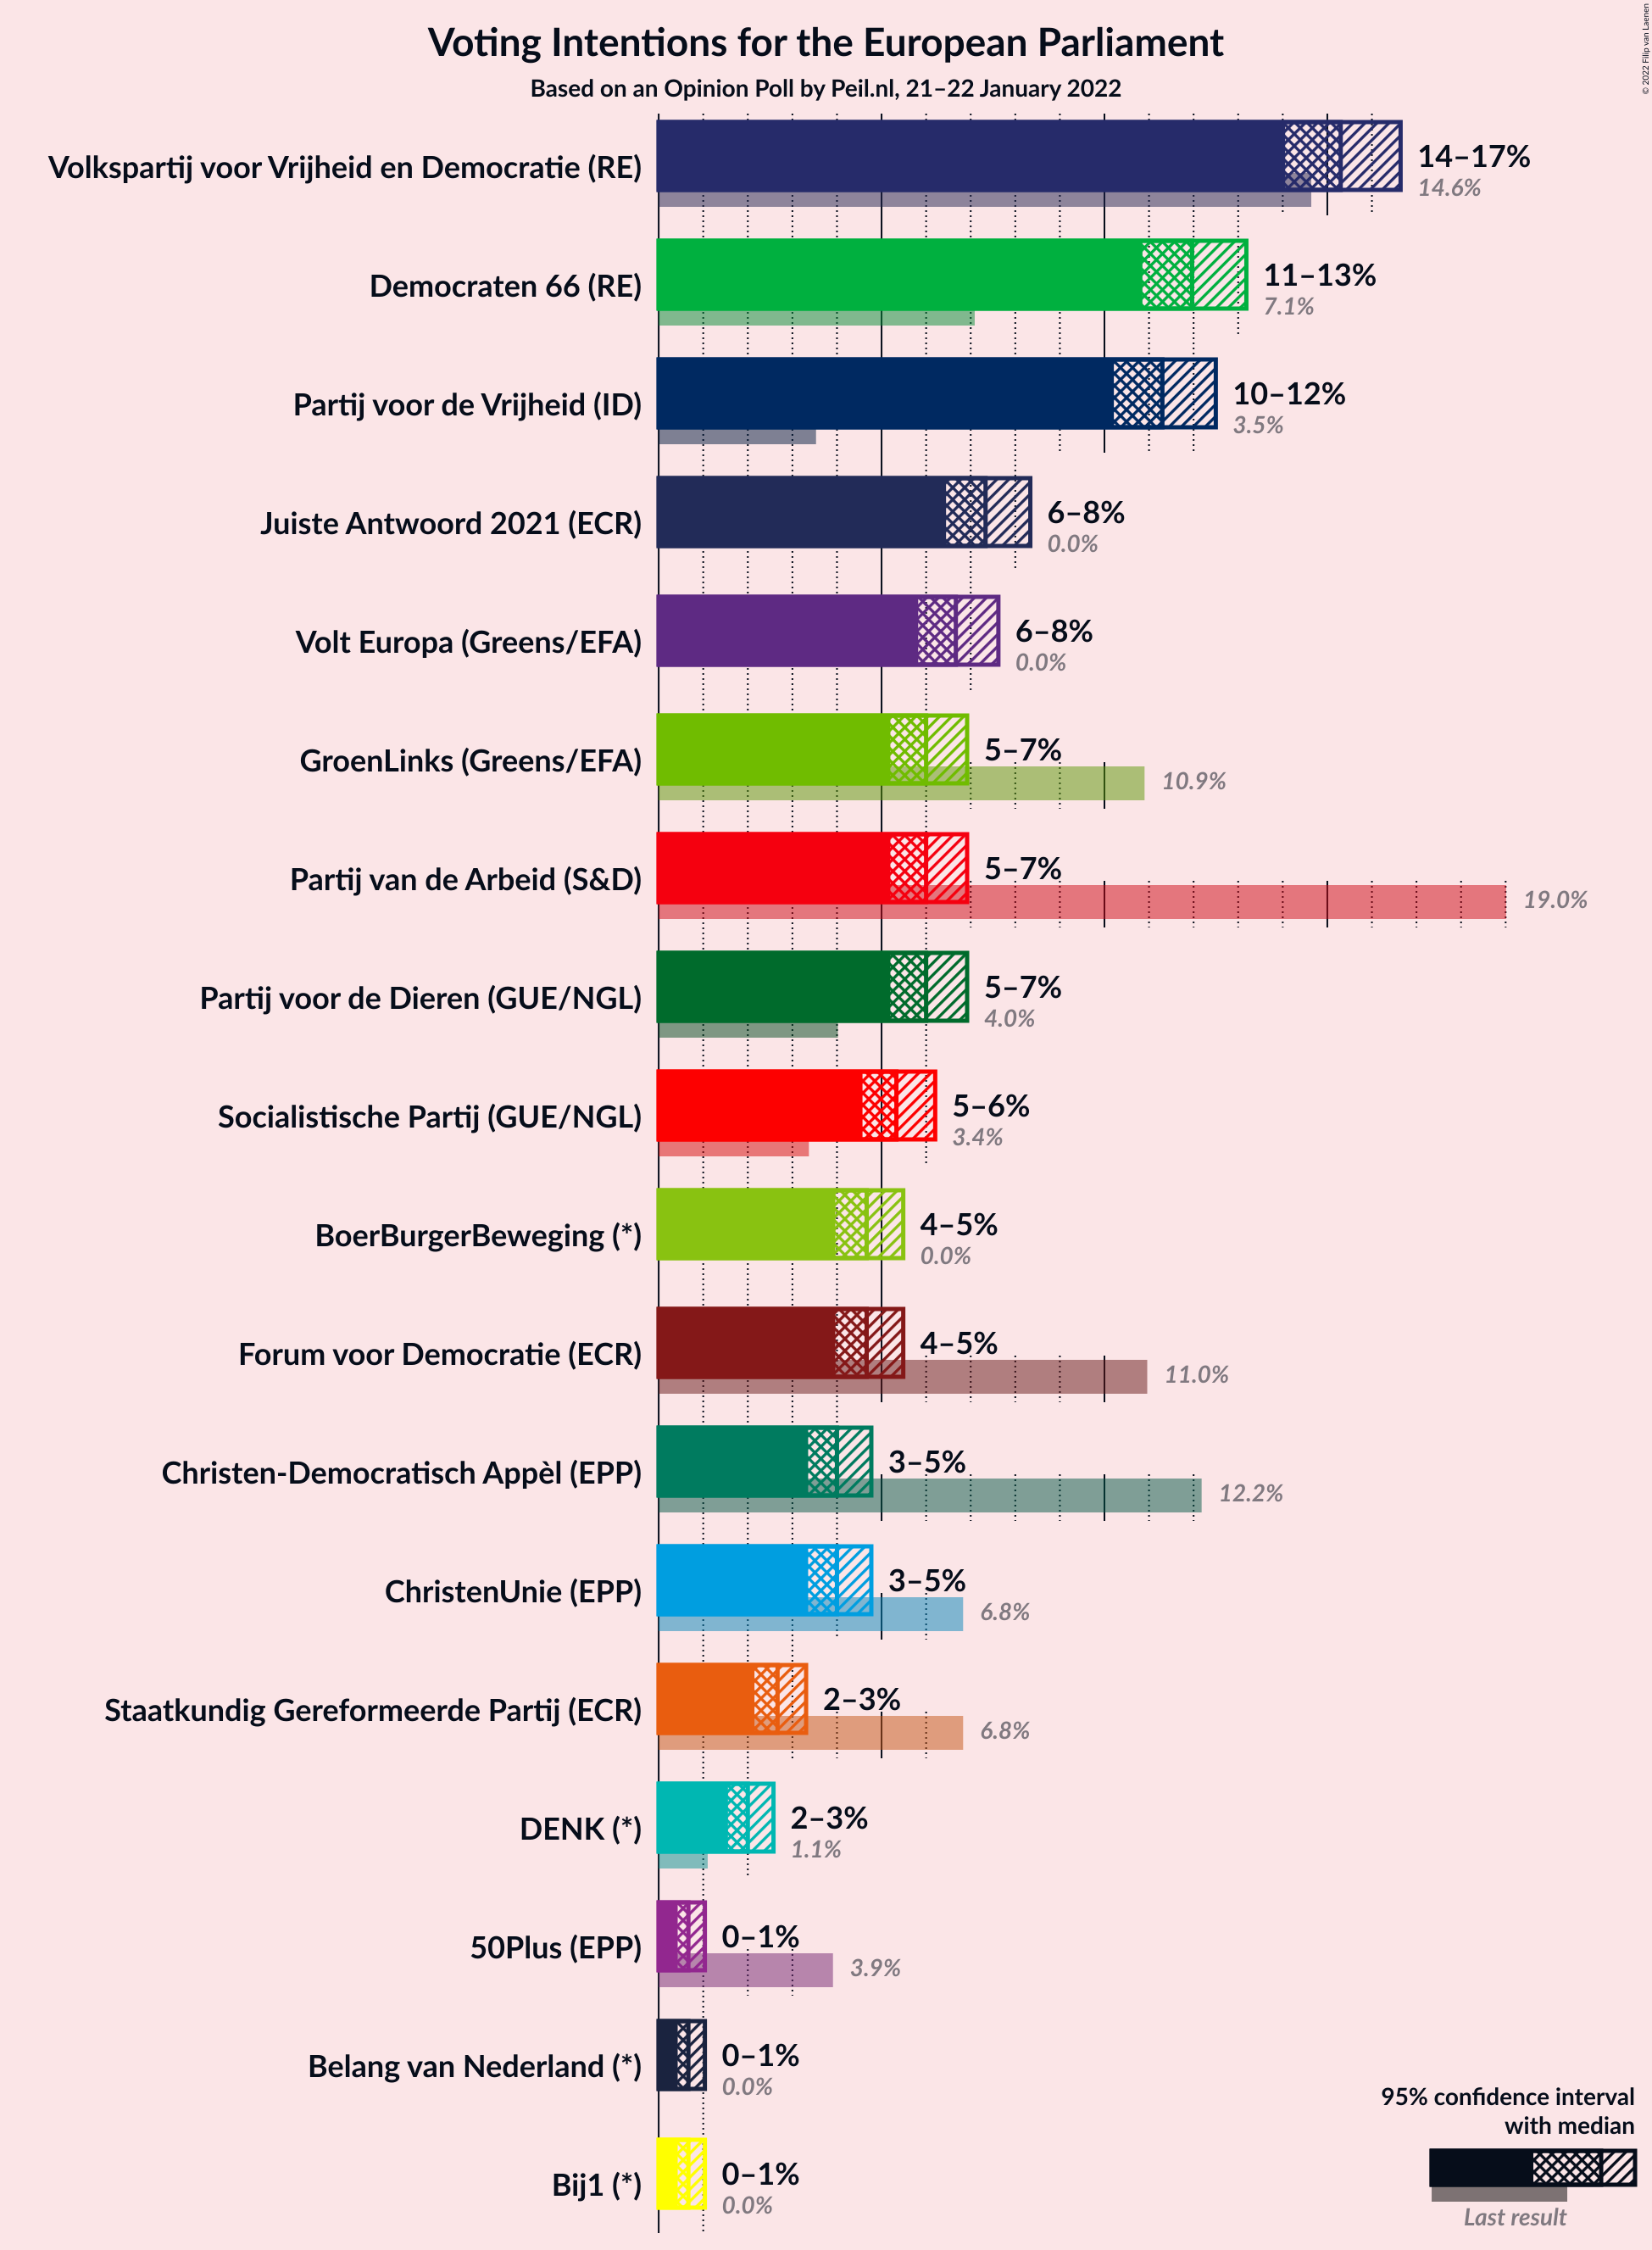 © 2022 Filip van Laenen
Voting Intentions for the European Parliament
Based on an Opinion Poll by Peil.nl, 21–22 January 2022
Volkspartij voor Vrijheid en Democratie (RE)
14–17%
14.6%
Democraten 66 (RE)
11–13%
7.1%
Partij voor de Vrijheid (ID)
10–12%
3.5%
Juiste Antwoord 2021 (ECR)
6–8%
0.0%
Volt Europa (Greens/EFA)
6–8%
0.0%
GroenLinks (Greens/EFA)
5–7%
10.9%
Partij van de Arbeid (S&D)
5–7%
19.0%
Partij voor de Dieren (GUE/NGL)
5–7%
4.0%
Socialistische Partij (GUE/NGL)
5–6%
3.4%
BoerBurgerBeweging (*)
4–5%
0.0%
Forum voor Democratie (ECR)
4–5%
11.0%
Christen-Democratisch Appèl (EPP)
3–5%
12.2%
ChristenUnie (EPP)
3–5%
6.8%
Staatkundig Gereformeerde Partij (ECR)
2–3%
6.8%
DENK (*)
2–3%
1.1%
50Plus (EPP)
0–1%
3.9%
Belang van Nederland (*)
0–1%
0.0%
Bij1 (*)
0–1%
0.0%
95% confidence interval
with median
Last result